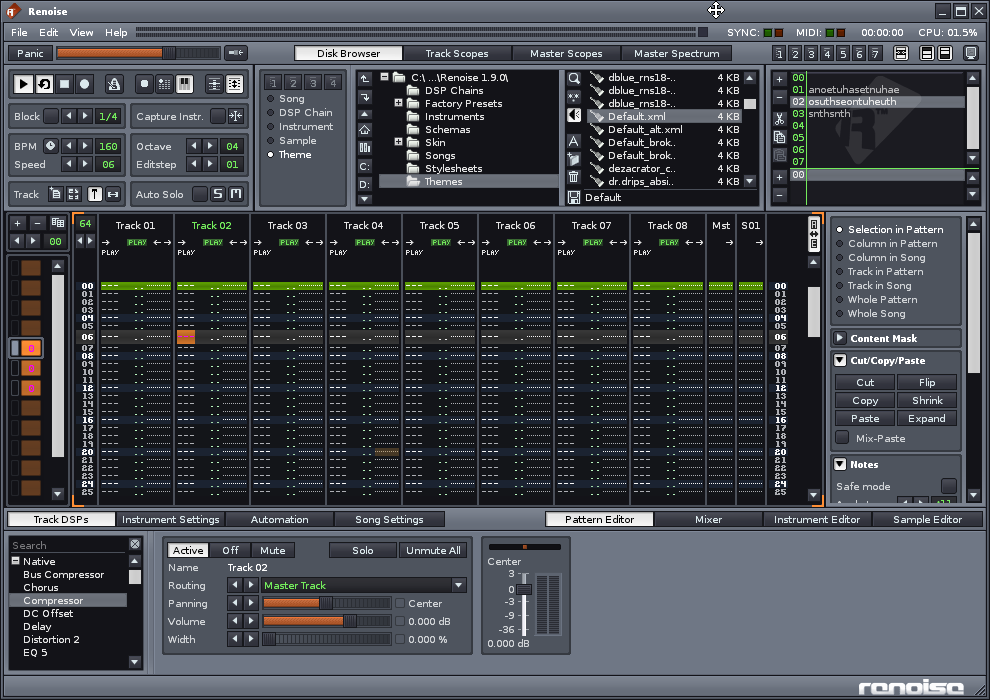 Renoise
File Edit View Help SYNC: MIDI: 00:00:00 CPU: 01.5%
Panic Disk Browser Track Scopes Master Scopes Master Spectrum 1 2 3 4 5 6 7
Block 1/4 Capture Instr.
BPM 160 Octave 04
Speed 06 Editstep 01
Track Auto Solo S M
1 2 3 4
Song
DSP Chain
Instrument
Sample
Theme
C:
D:
C:\ ...\Renoise 1.9.0\
DSP Chains
Factory Presets
Instruments
Schemas
Skin
Songs
Stylesheets
Themes
dblue_rns18-.. 4 KB
dblue_rns18-.. 4 KB
dblue_rns18-.. 4 KB
Default.xml 4 KB
Default_alt.xml 4 KB
Default_brok.. 4 KB
Default_brok.. 4 KB
dezacrator_c.. 4 KB
dr.drips_absi.. 4 KB
Default
00
01 anoetuhasetnuhae
02 osuthseontuheuth
03 snthsnth
04
05
06
07
00
00
64 Track 01 Track 02 Track 03 Track 04 Track 05 Track 06 Track 07 Track 08 Mst S01
PLAY PLAY PLAY PLAY PLAY PLAY PLAY PLAY
PLAY PLAY PLAY PLAY PLAY PLAY PLAY PLAY
00 00
01 01
02 02
03 03
04 04
05 05
06 06
07 07
08 08
09 09
10 10
11 11
12 12
13 13
14 14
15 15
16 16
17 17
18 18
19 19
20 20
21 21
22 22
23 23
24 24
25 25
0
0
0
Selection in Pattern
Column in Pattern
Column in Song
Track in Pattern
Track in Song
Whole Pattern
Whole Song
Content Mask
Cut/Copy/Paste
Cut Flip
Copy Shrink
Paste Expand
Mix-Paste
Notes
Safe mode
Track DSPs Instrument Settings Automation Song Settings Pattern Editor Mixer Instrument Editor Sample Editor
Search
Native
Bus Compressor
Chorus
Compressor
DC Offset
Delay
Distortion 2
EQ 5
Active Off Mute Solo Unmute All
Name Track 02
Routing Master Track
Panning Center
Volume 0.000 dB
Width 0.000 %
Center
3
0
-3
-9
-36
0.000 dB
renoise